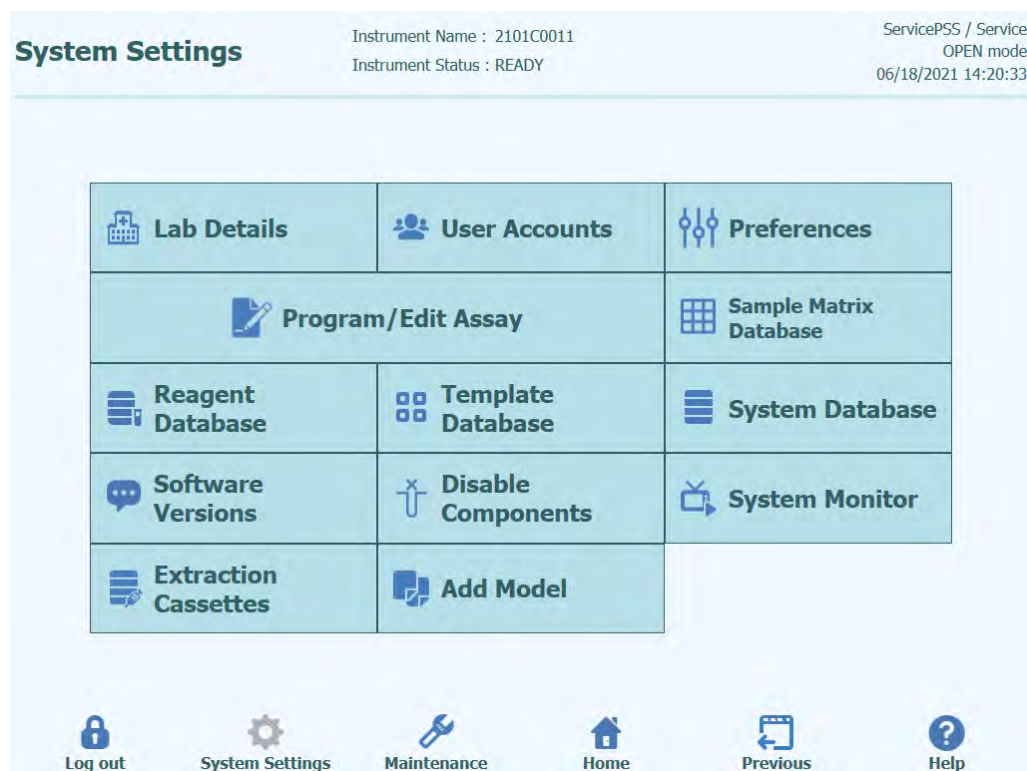 System Settings
Instrument Name : 2101C0011
Instrument Status : READY
ServicePSS / Service
OPEN mode
06/18/2021 14:20:33
Lab Details
User Accounts
Preferences
Program/Edit Assay
Sample Matrix
Database
Reagent
Database
Template
Database
System Database
Software
Versions
Disable
Components
System Monitor
Extraction
Cassettes
Add Model
Log out
System Settings
Maintenance
Home
Previous
Help